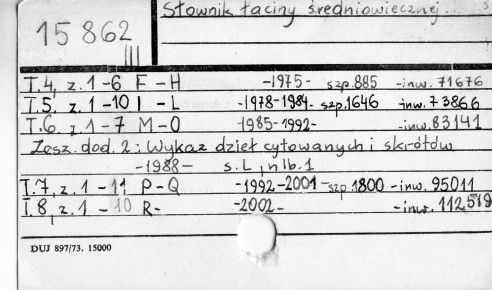 Słownik łaciny średniowiecznej... s
15 862
III
T.4, z.1-6 F-H -1975- szp.885 -inw. 71676
T.5, z.1-10 I-L -1978-1984- szp.1646 inw. 73866
T.6, z.1-7 M-O -1985-1992- -inw. 83141
Zesz. dod. 2: Wykaz dzieł cytowanych i skrótów
-1988- s. L, nlb. 1
T.7, z.1-11 P-Q -1992-2001- szp 1800 -inw. 95011
T.8, z.1-10 R- -2002- -inw. 112519
DUJ 897/73. 15000